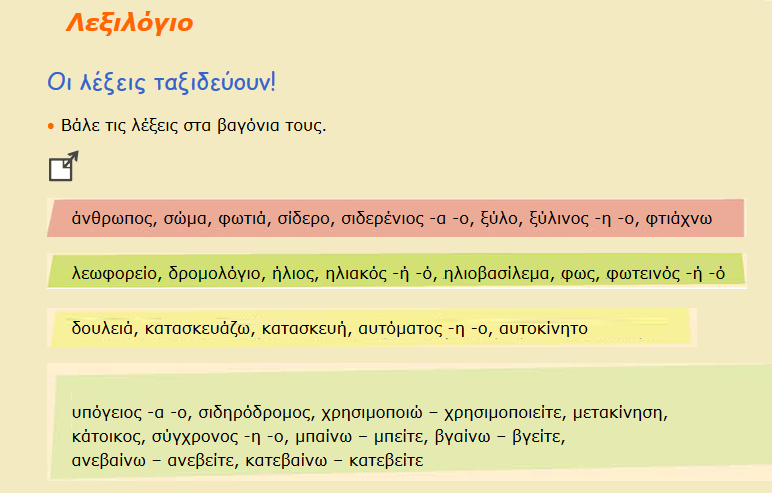 Λεξιλόγιο
Οι λέξεις ταξιδεύουν!
• Βάλε τις λέξεις στα βαγόνια τους.
άνθρωπος, σώμα, φωτιά, σίδερο, σιδερένιος -α -ο, ξύλο, ξύλινος -η -ο, φτιάχνω
λεωφορείο, δρομολόγιο, ήλιος, ηλιακός -ή -ό, ηλιοβασίλεμα, φως, φωτεινός -ή -ό
δουλειά, κατασκευάζω, κατασκευή, αυτόματος -η -ο, αυτοκίνητο
υπόγειος -α -ο, σιδηρόδρομος, χρησιμοποιώ – χρησιμοποιείτε, μετακίνηση,
κάτοικος, σύγχρονος -η -ο, μπαίνω – μπείτε, βγαίνω – βγείτε,
ανεβαίνω – ανεβείτε, κατεβαίνω – κατεβείτε